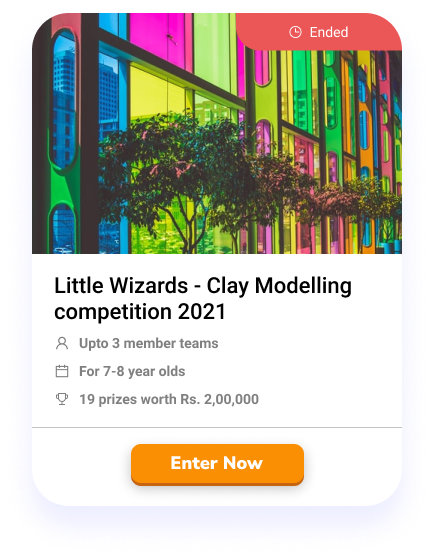 Ended
Little Wizards - Clay Modelling
competition 2021
Upto 3 member teams
For 7-8 year olds
19 prizes worth Rs. 2,00,000
Enter Now